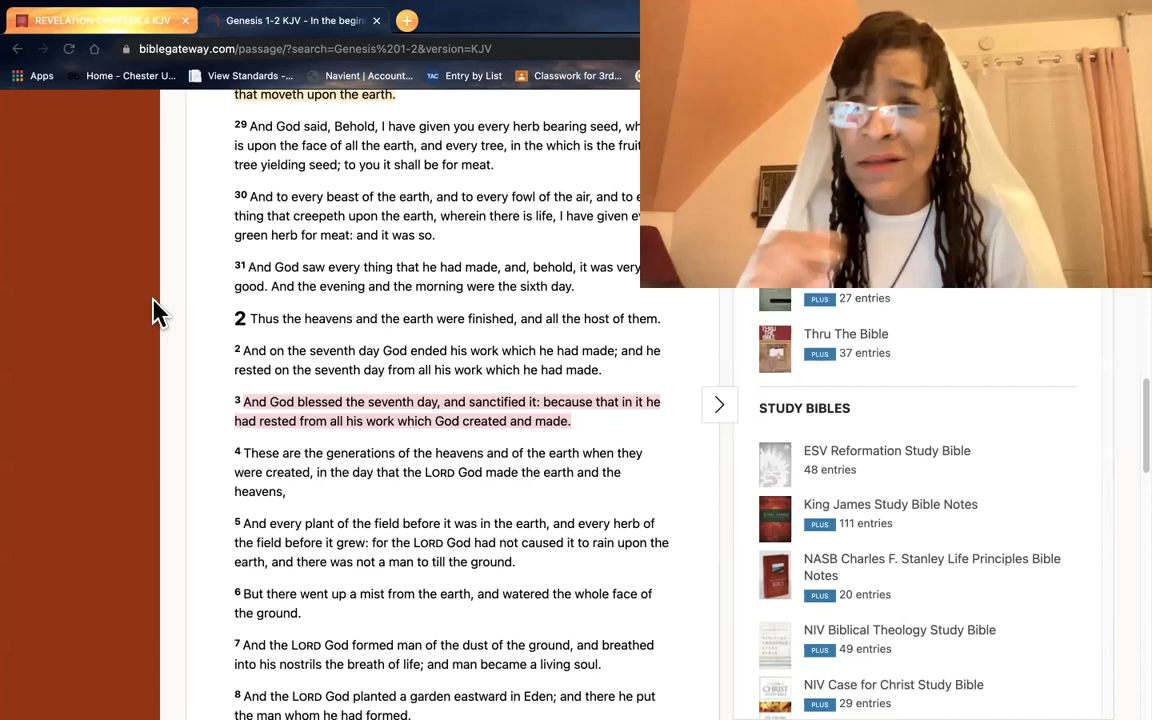 REVELATION CHAPTER 4 KJV
Genesis 1-2 KJV - In the begin
biblegateway.com/passage/?search=Genesis%201-2&version=KJV
Apps
Home - Chester U...
View Standards -...
Navient | Account...
TAC
Entry by List
Classwork for 3rd...
that moveth upon the earth.
29 And God said, Behold, I have given you every herb bearing seed,
is upon the face of all the earth, and every tree, in the which is the fruit
tree yielding seed; to you it shall be for meat.
30 And to every beast of the earth, and to every fowl of the air, and to
thing that creepeth upon the earth, wherein there is life, I have given
green herb for meat: and it was so.
31 And God saw every thing that he had made, and, behold, it was very
good. And the evening and the morning were the sixth day.
2 Thus the heavens and the earth were finished, and all the host of them.
2 And on the seventh day God ended his work which he had made; and he
rested on the seventh day from all his work which he had made.
3 And God blessed the seventh day, and sanctified it: because that in it he
had rested from all his work which God created and made.
4 These are the generations of the heavens and of the earth when they
were created, in the day that the LORD God made the earth and the
heavens,
5 And every plant of the field before it was in the earth, and every herb of
the field before it grew: for the LORD God had not caused it to rain upon the
earth, and there was not a man to till the ground.
6 But there went up a mist from the earth, and watered the whole face of
the ground.
7 And the LORD God formed man of the dust of the ground, and breathed
into his nostrils the breath of life; and man became a living soul.
8 And the LORD God planted a garden eastward in Eden; and there he put
the man whom he had formed.
PLUS 27 entries
Thru The Bible
PLUS 37 entries
STUDY BIBLES
ESV Reformation Study Bible
48 entries
King James Study Bible Notes
PLUS 111 entries
NASB Charles F. Stanley Life Principles Bible
Notes
PLUS 20 entries
NIV Biblical Theology Study Bible
PLUS 49 entries
NIV Case for Christ Study Bible
PLUS 29 entries